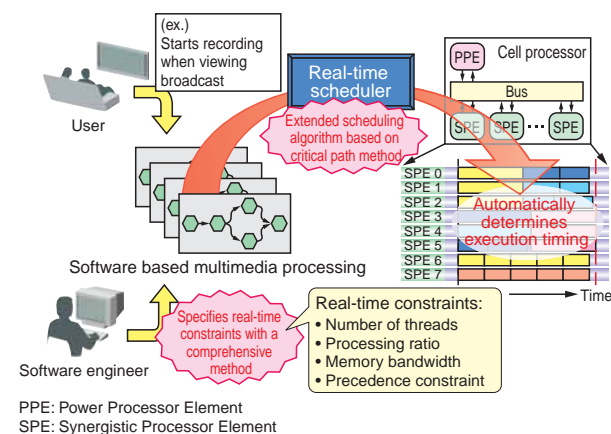 (ex.)
Starts recording
when viewing
broadcast
User
Real-time
scheduler
Extended scheduling
algorithm based on
critical path method
Cell processor
PPE
Bus
SPE SPE ••• SPE
SPE 0
SPE 1
SPE 2
SPE 3
SPE 4
SPE 5
SPE 6
SPE 7
Automatically
determines
execution timing
Time
Software based multimedia processing
Specifies real-time
constraints with a
comprehensive
method
Software engineer
Real-time constraints:
• Number of threads
• Processing ratio
• Memory bandwidth
• Precedence constraint
PPE: Power Processor Element
SPE: Synergistic Processor Element